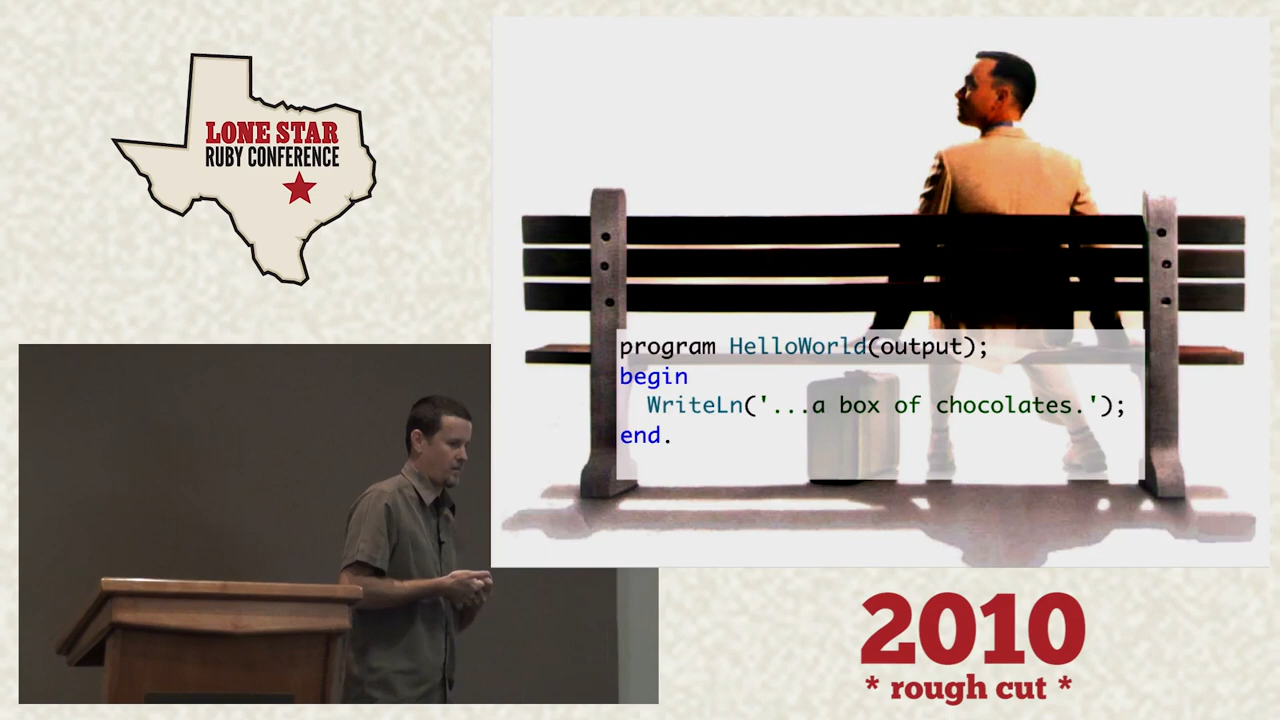 LONE STAR
RUBY CONFERENCE
program HelloWorld(output);
begin
  WriteLn('...a box of chocolates.');
end.
2010
* rough cut *